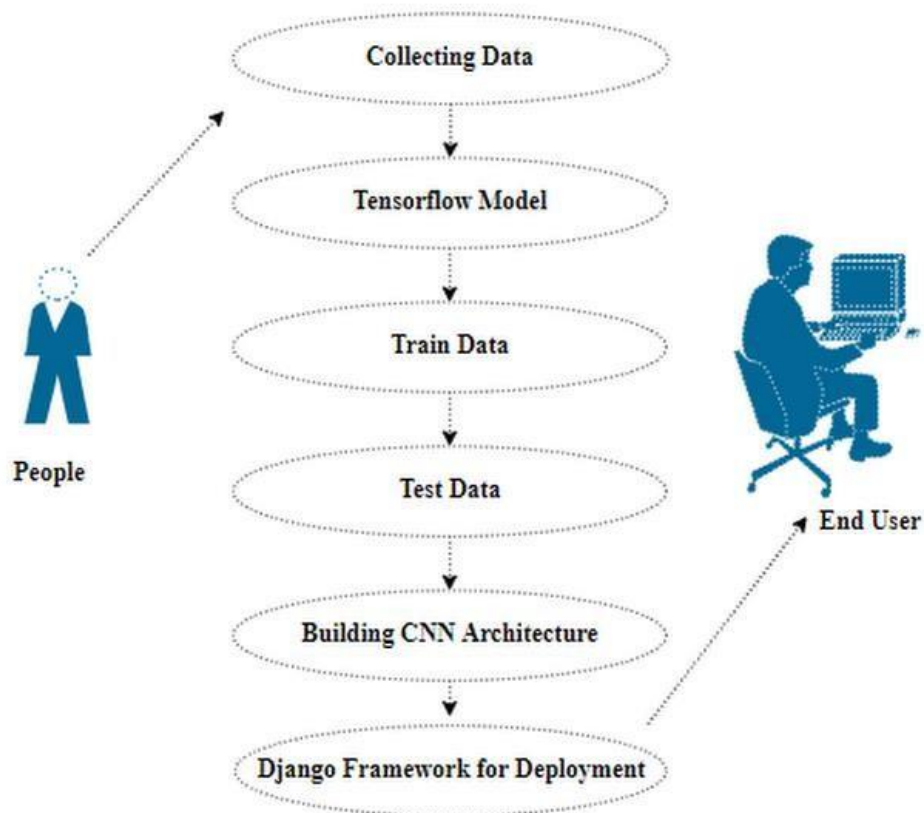 Collecting Data
Tensorflow Model
Train Data
People
Test Data
End User
Building CNN Architecture
Django Framework for Deployment